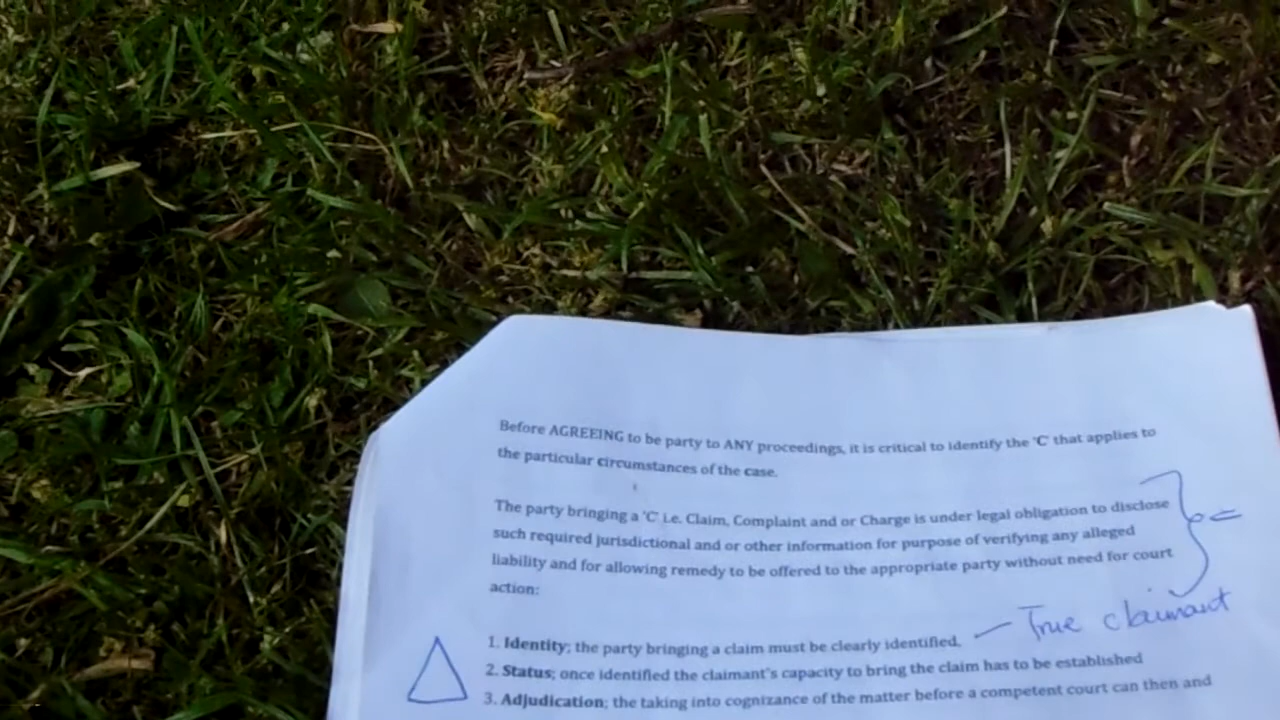 Before AGREEING to be party to ANY proceedings, it is critical to identify the 'C' that applies to
the particular circumstances of the case.
The party bringing a 'C' i.e. Claim, Complaint and or Charge is under legal obligation to disclose
such required jurisdictional and or other information for purpose of verifying any alleged
liability and for allowing remedy to be offered to the appropriate party without need for court
action:
1. Identity; the party bringing a claim must be clearly identified. — True claimant
2. Status; once identified the claimant's capacity to bring the claim has to be established
3. Adjudication; the taking into cognizance of the matter before a competent court can then and